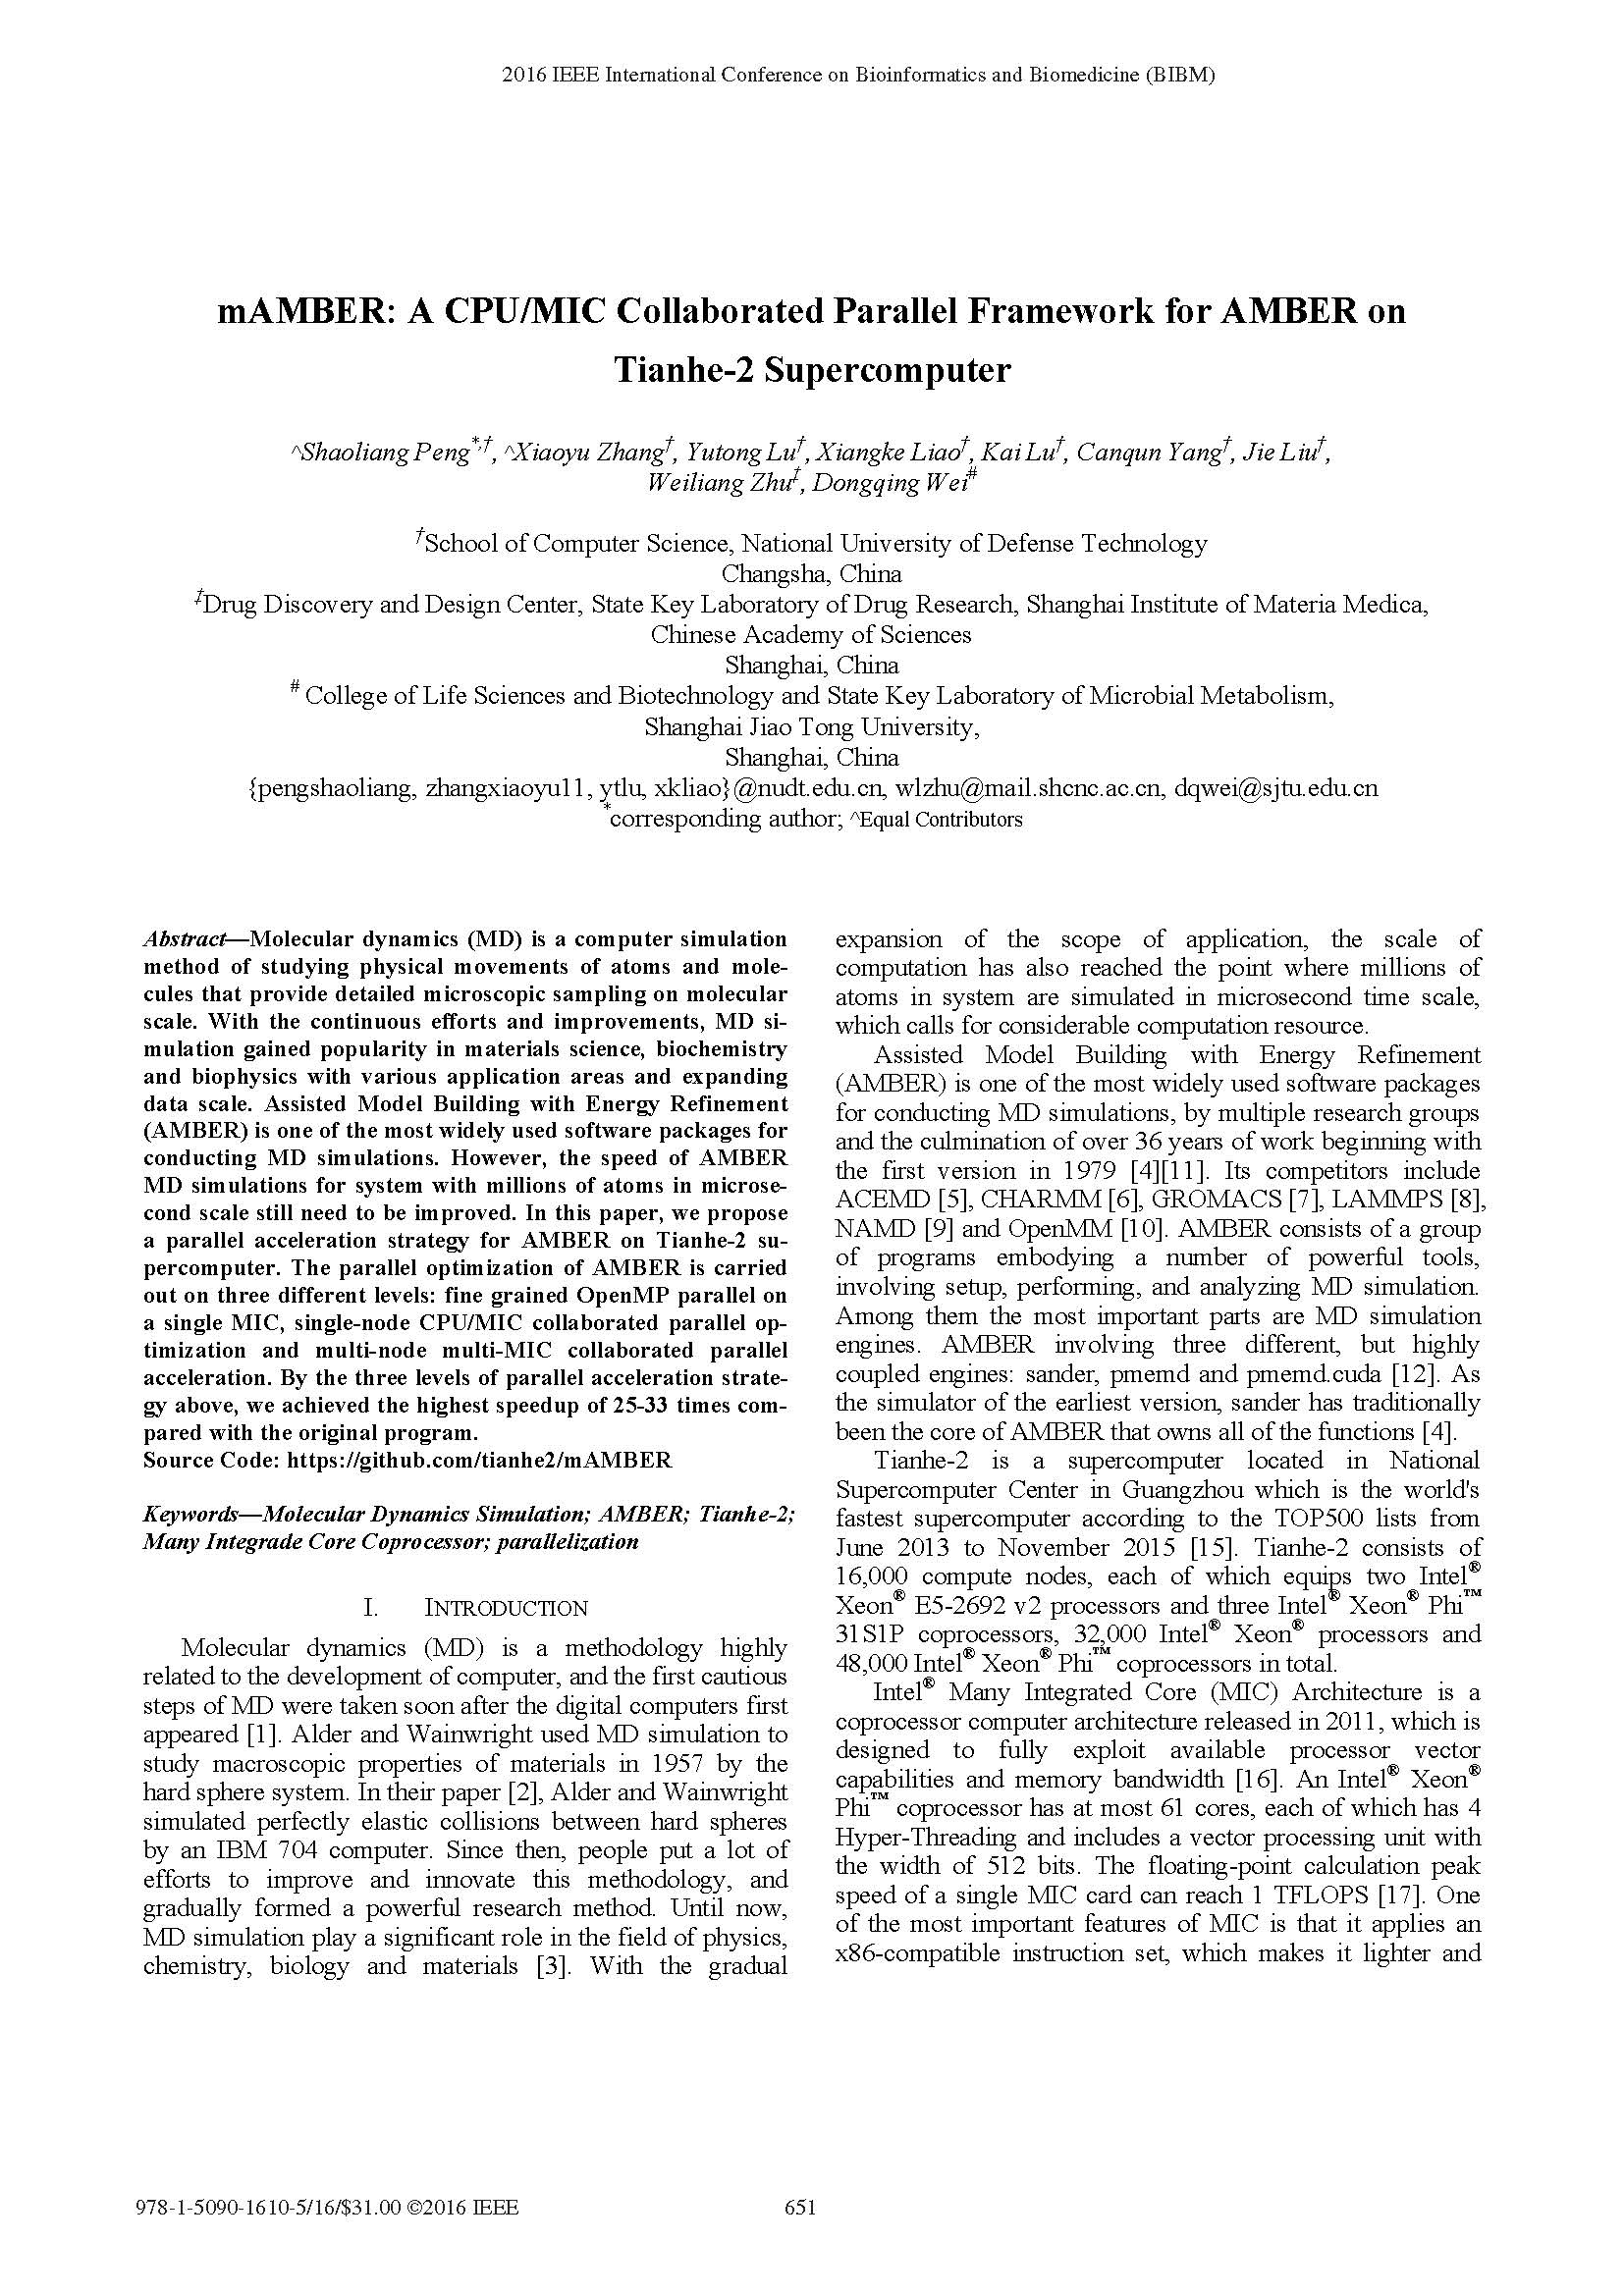 2016 IEEE International Conference on Bioinformatics and Biomedicine (BIBM)
mAMBER: A CPU/MIC Collaborated Parallel Framework for AMBER on
Tianhe-2 Supercomputer
^Shaoliang Peng*,†, ^Xiaoyu Zhang†, Yutong Lu†, Xiangke Liao†, Kai Lu†, Canqun Yang†, Jie Liu†,
Weiliang Zhu‡, Dongqing Wei#
†School of Computer Science, National University of Defense Technology
Changsha, China
‡Drug Discovery and Design Center, State Key Laboratory of Drug Research, Shanghai Institute of Materia Medica,
Chinese Academy of Sciences
Shanghai, China
# College of Life Sciences and Biotechnology and State Key Laboratory of Microbial Metabolism,
Shanghai Jiao Tong University,
Shanghai, China
{pengshaoliang, zhangxiaoyu11, ytlu, xkliao}@nudt.edu.cn, wlzhu@mail.shcnc.ac.cn, dqwei@sjtu.edu.cn
*corresponding author; ^Equal Contributors
Abstract—Molecular dynamics (MD) is a computer simulation
method of studying physical movements of atoms and mole-
cules that provide detailed microscopic sampling on molecular
scale. With the continuous efforts and improvements, MD si-
mulation gained popularity in materials science, biochemistry
and biophysics with various application areas and expanding
data scale. Assisted Model Building with Energy Refinement
(AMBER) is one of the most widely used software packages for
conducting MD simulations. However, the speed of AMBER
MD simulations for system with millions of atoms in microse-
cond scale still need to be improved. In this paper, we propose
a parallel acceleration strategy for AMBER on Tianhe-2 su-
percomputer. The parallel optimization of AMBER is carried
out on three different levels: fine grained OpenMP parallel on
a single MIC, single-node CPU/MIC collaborated parallel op-
timization and multi-node multi-MIC collaborated parallel
acceleration. By the three levels of parallel acceleration strate-
gy above, we achieved the highest speedup of 25-33 times com-
pared with the original program.
Source Code: https://github.com/tianhe2/mAMBER
Keywords—Molecular Dynamics Simulation; AMBER; Tianhe-2;
Many Integrade Core Coprocessor; parallelization
I. INTRODUCTION
Molecular dynamics (MD) is a methodology highly
related to the development of computer, and the first cautious
steps of MD were taken soon after the digital computers first
appeared [1]. Alder and Wainwright used MD simulation to
study macroscopic properties of materials in 1957 by the
hard sphere system. In their paper [2], Alder and Wainwright
simulated perfectly elastic collisions between hard spheres
by an IBM 704 computer. Since then, people put a lot of
efforts to improve and innovate this methodology, and
gradually formed a powerful research method. Until now,
MD simulation play a significant role in the field of physics,
chemistry, biology and materials [3]. With the gradual
expansion of the scope of application, the scale of
computation has also reached the point where millions of
atoms in system are simulated in microsecond time scale,
which calls for considerable computation resource.
Assisted Model Building with Energy Refinement
(AMBER) is one of the most widely used software packages
for conducting MD simulations, by multiple research groups
and the culmination of over 36 years of work beginning with
the first version in 1979 [4][11]. Its competitors include
ACEMD [5], CHARMM [6], GROMACS [7], LAMMPS [8],
NAMD [9] and OpenMM [10]. AMBER consists of a group
of programs embodying a number of powerful tools,
involving setup, performing, and analyzing MD simulation.
Among them the most important parts are MD simulation
engines. AMBER involving three different, but highly
coupled engines: sander, pmemd and pmemd.cuda [12]. As
the simulator of the earliest version, sander has traditionally
been the core of AMBER that owns all of the functions [4].
Tianhe-2 is a supercomputer located in National
Supercomputer Center in Guangzhou which is the world's
fastest supercomputer according to the TOP500 lists from
June 2013 to November 2015 [15]. Tianhe-2 consists of
16,000 compute nodes, each of which equips two Intel®
Xeon® E5-2692 v2 processors and three Intel® Xeon® Phi™
31S1P coprocessors, 32,000 Intel® Xeon® processors and
48,000 Intel® Xeon® Phi™ coprocessors in total.
Intel® Many Integrated Core (MIC) Architecture is a
coprocessor computer architecture released in 2011, which is
designed to fully exploit available processor vector
capabilities and memory bandwidth [16]. An Intel® Xeon®
Phi™ coprocessor has at most 61 cores, each of which has 4
Hyper-Threading and includes a vector processing unit with
the width of 512 bits. The floating-point calculation peak
speed of a single MIC card can reach 1 TFLOPS [17]. One
of the most important features of MIC is that it applies an
x86-compatible instruction set, which makes it lighter and
978-1-5090-1610-5/16/$31.00 ©2016 IEEE
651